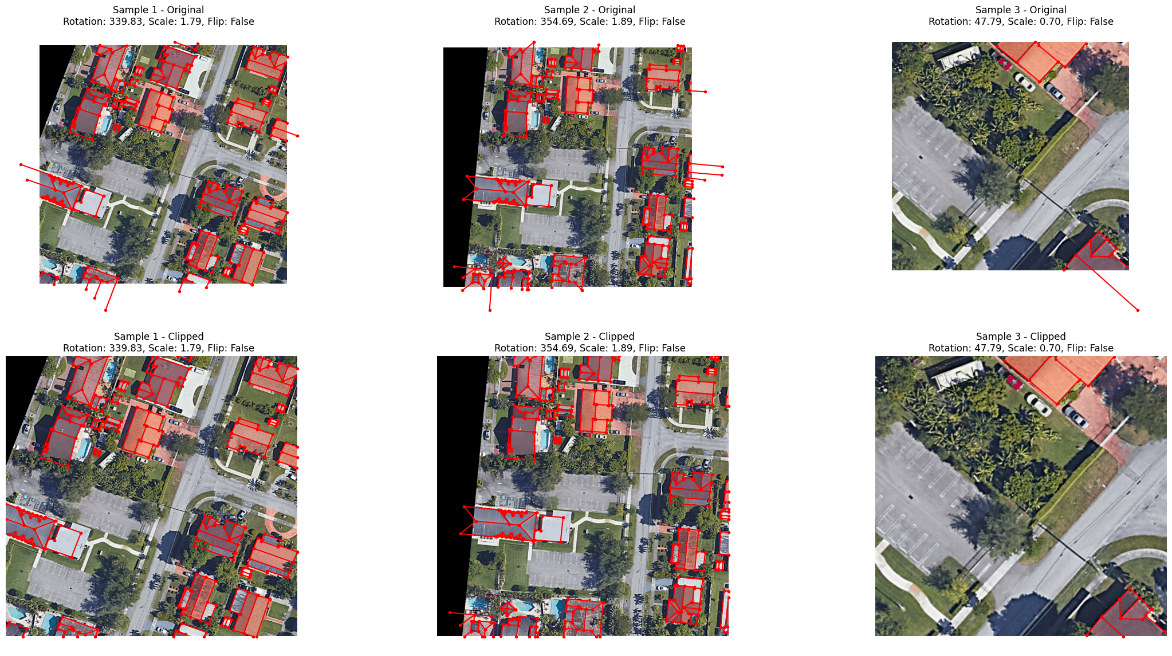 Sample 1 - Original
Rotation: 339.83, Scale: 1.79, Flip: False
Sample 2 - Original
Rotation: 354.69, Scale: 1.89, Flip: False
Sample 3 - Original
Rotation: 47.79, Scale: 0.70, Flip: False
Sample 1 - Clipped
Rotation: 339.83, Scale: 1.79, Flip: False
Sample 2 - Clipped
Rotation: 354.69, Scale: 1.89, Flip: False
Sample 3 - Clipped
Rotation: 47.79, Scale: 0.70, Flip: False